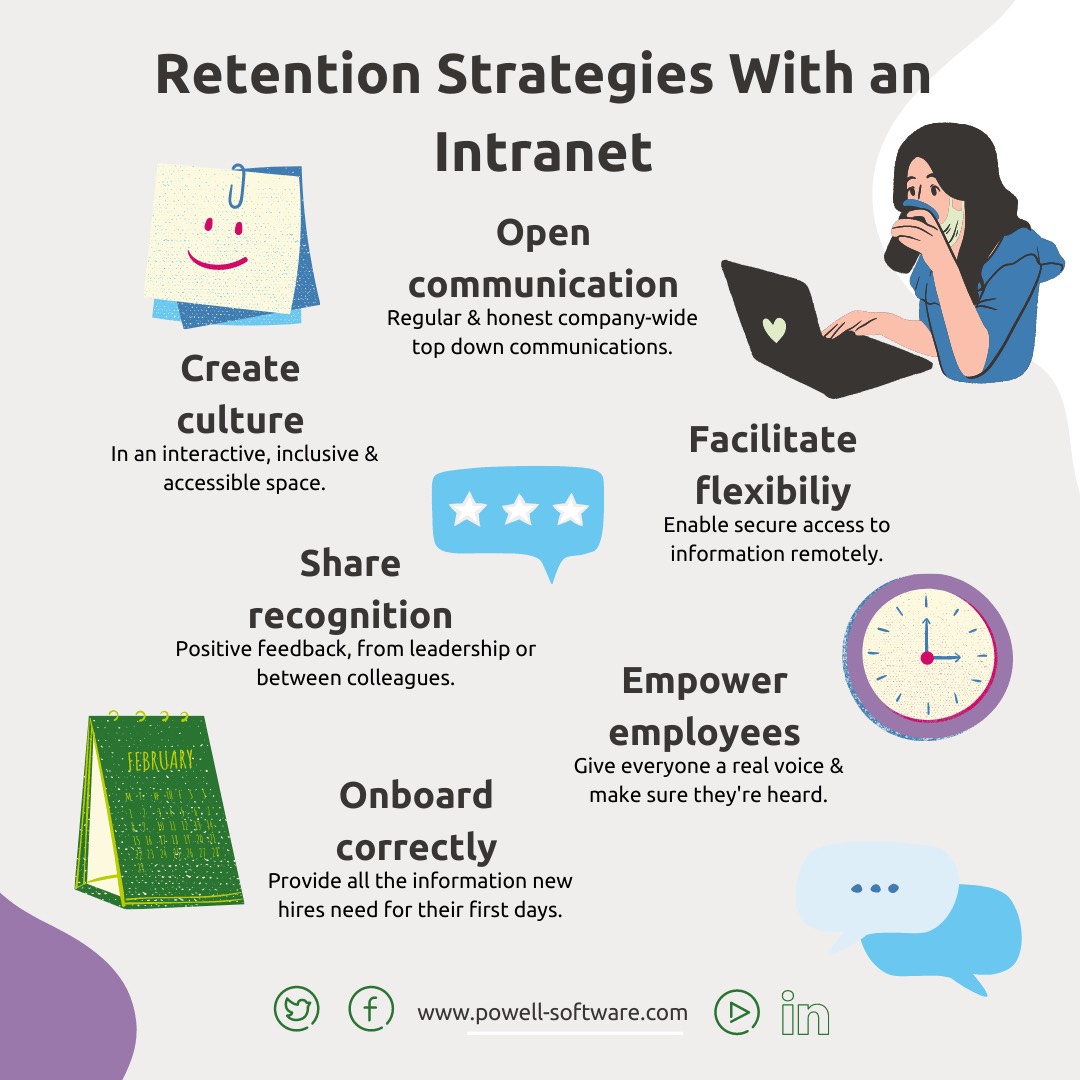 Retention Strategies With an
Intranet
Open
communication
Regular & honest company-wide
top down communications.
Create
culture
In an interactive, inclusive &
accessible space.
Facilitate
flexibiliy
Enable secure access to
information remotely.
Share
recognition
Positive feedback, from leadership or
between colleagues.
Empower
employees
Give everyone a real voice &
make sure they're heard.
FEBRUARY
Onboard
correctly
Provide all the information new
hires need for their first days.
www.powell-software.com
in